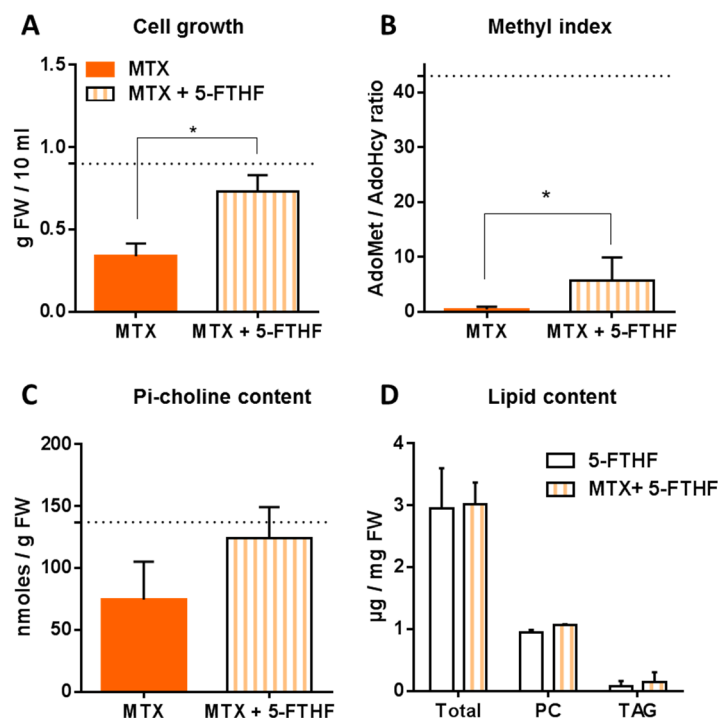 A
Cell growth
MTX
MTX + 5-FTHF
g FW / 10 ml
1.5
1.0
0.5
0.0
*
MTX
MTX + 5-FTHF
B
Methyl index
AdoMet / AdoHcy ratio
40
30
20
10
0
*
MTX
MTX + 5-FTHF
C
Pi-choline content
nmoles / g FW
200
150
100
50
0
MTX
MTX + 5-FTHF
D
Lipid content
5-FTHF
MTX+ 5-FTHF
µg / mg FW
4
3
2
1
0
Total
PC
TAG